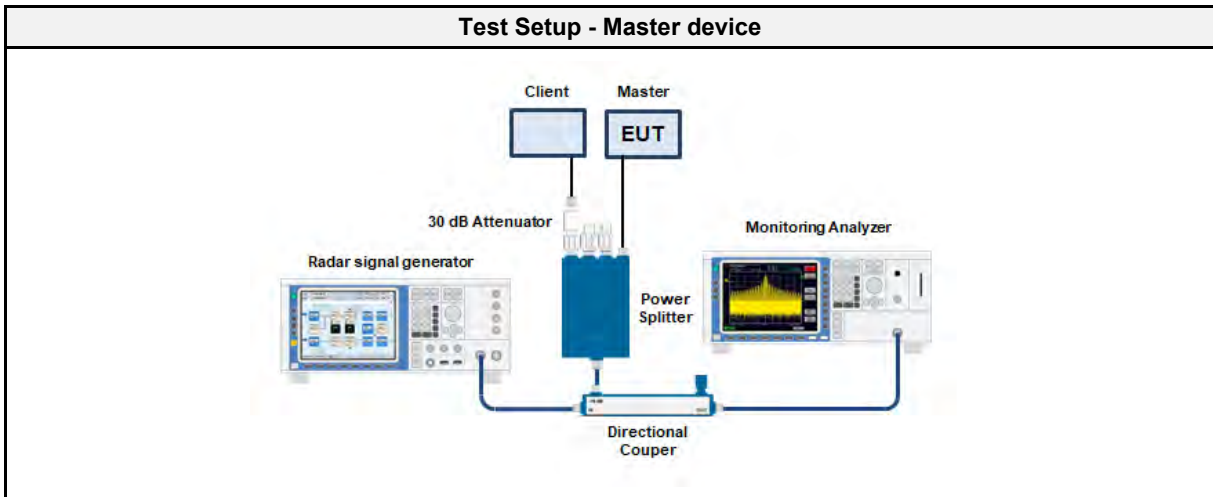 Test Setup - Master device
Client
Master
EUT
30 dB Attenuator
Monitoring Analyzer
Radar signal generator
Power
Splitter
Directional
Couper